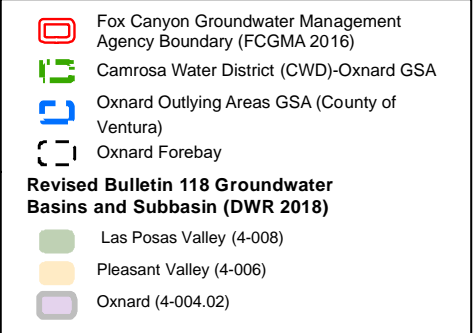 Fox Canyon Groundwater Management
Agency Boundary (FCGMA 2016)
Camrosa Water District (CWD)-Oxnard GSA
Oxnard Outlying Areas GSA (County of
Ventura)
Oxnard Forebay
Revised Bulletin 118 Groundwater
Basins and Subbasin (DWR 2018)
Las Posas Valley (4-008)
Pleasant Valley (4-006)
Oxnard (4-004.02)